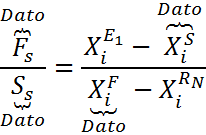 Dato Dato
F_s / S_s = (X_i^{E_1} − X_i^S) / (X_i^F − X_i^{R_N})
Dato Dato